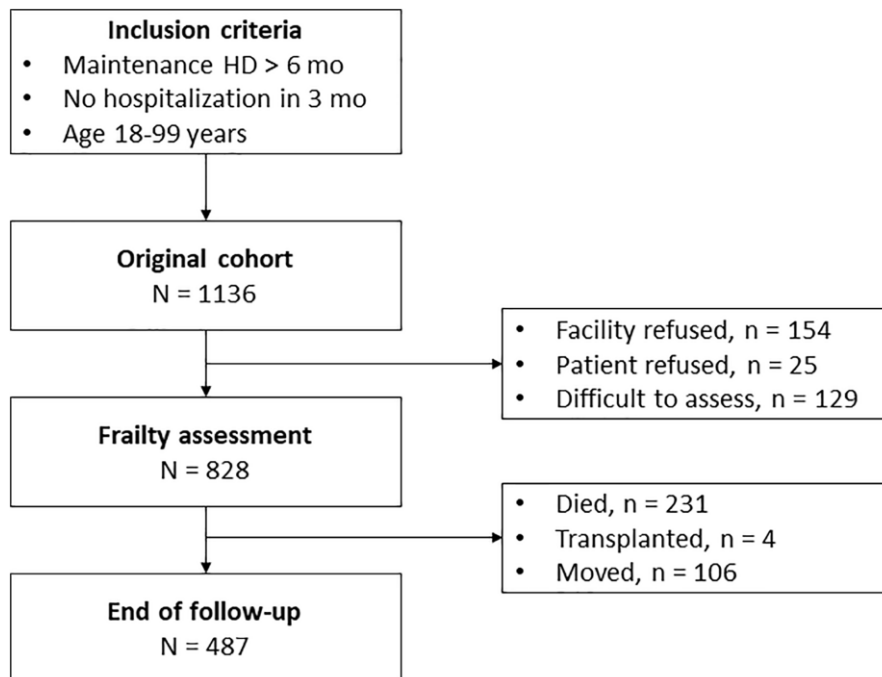 Inclusion criteria
• Maintenance HD > 6 mo
• No hospitalization in 3 mo
• Age 18-99 years
Original cohort
N = 1136
• Facility refused, n = 154
• Patient refused, n = 25
• Difficult to assess, n = 129
Frailty assessment
N = 828
• Died, n = 231
• Transplanted, n = 4
• Moved, n = 106
End of follow-up
N = 487